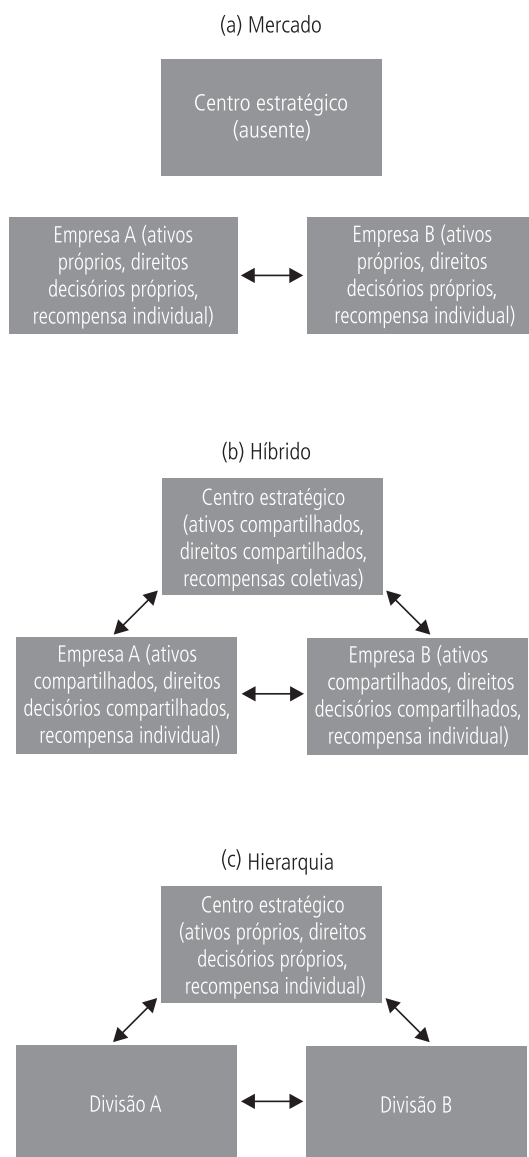 (a) Mercado
Centro estratégico
(ausente)
Empresa A (ativos
próprios, direitos
decisórios próprios,
recompensa individual)
Empresa B (ativos
próprios, direitos
decisórios próprios,
recompensa individual)
(b) Híbrido
Centro estratégico
(ativos compartilhados,
direitos compartilhados,
recompensas coletivas)
Empresa A (ativos
compartilhados, direitos
decisórios compartilhados,
recompensa individual)
Empresa B (ativos
compartilhados, direitos
decisórios compartilhados,
recompensa individual)
(c) Hierarquia
Centro estratégico
(ativos próprios, direitos
decisórios próprios,
recompensa individual)
Divisão A
Divisão B